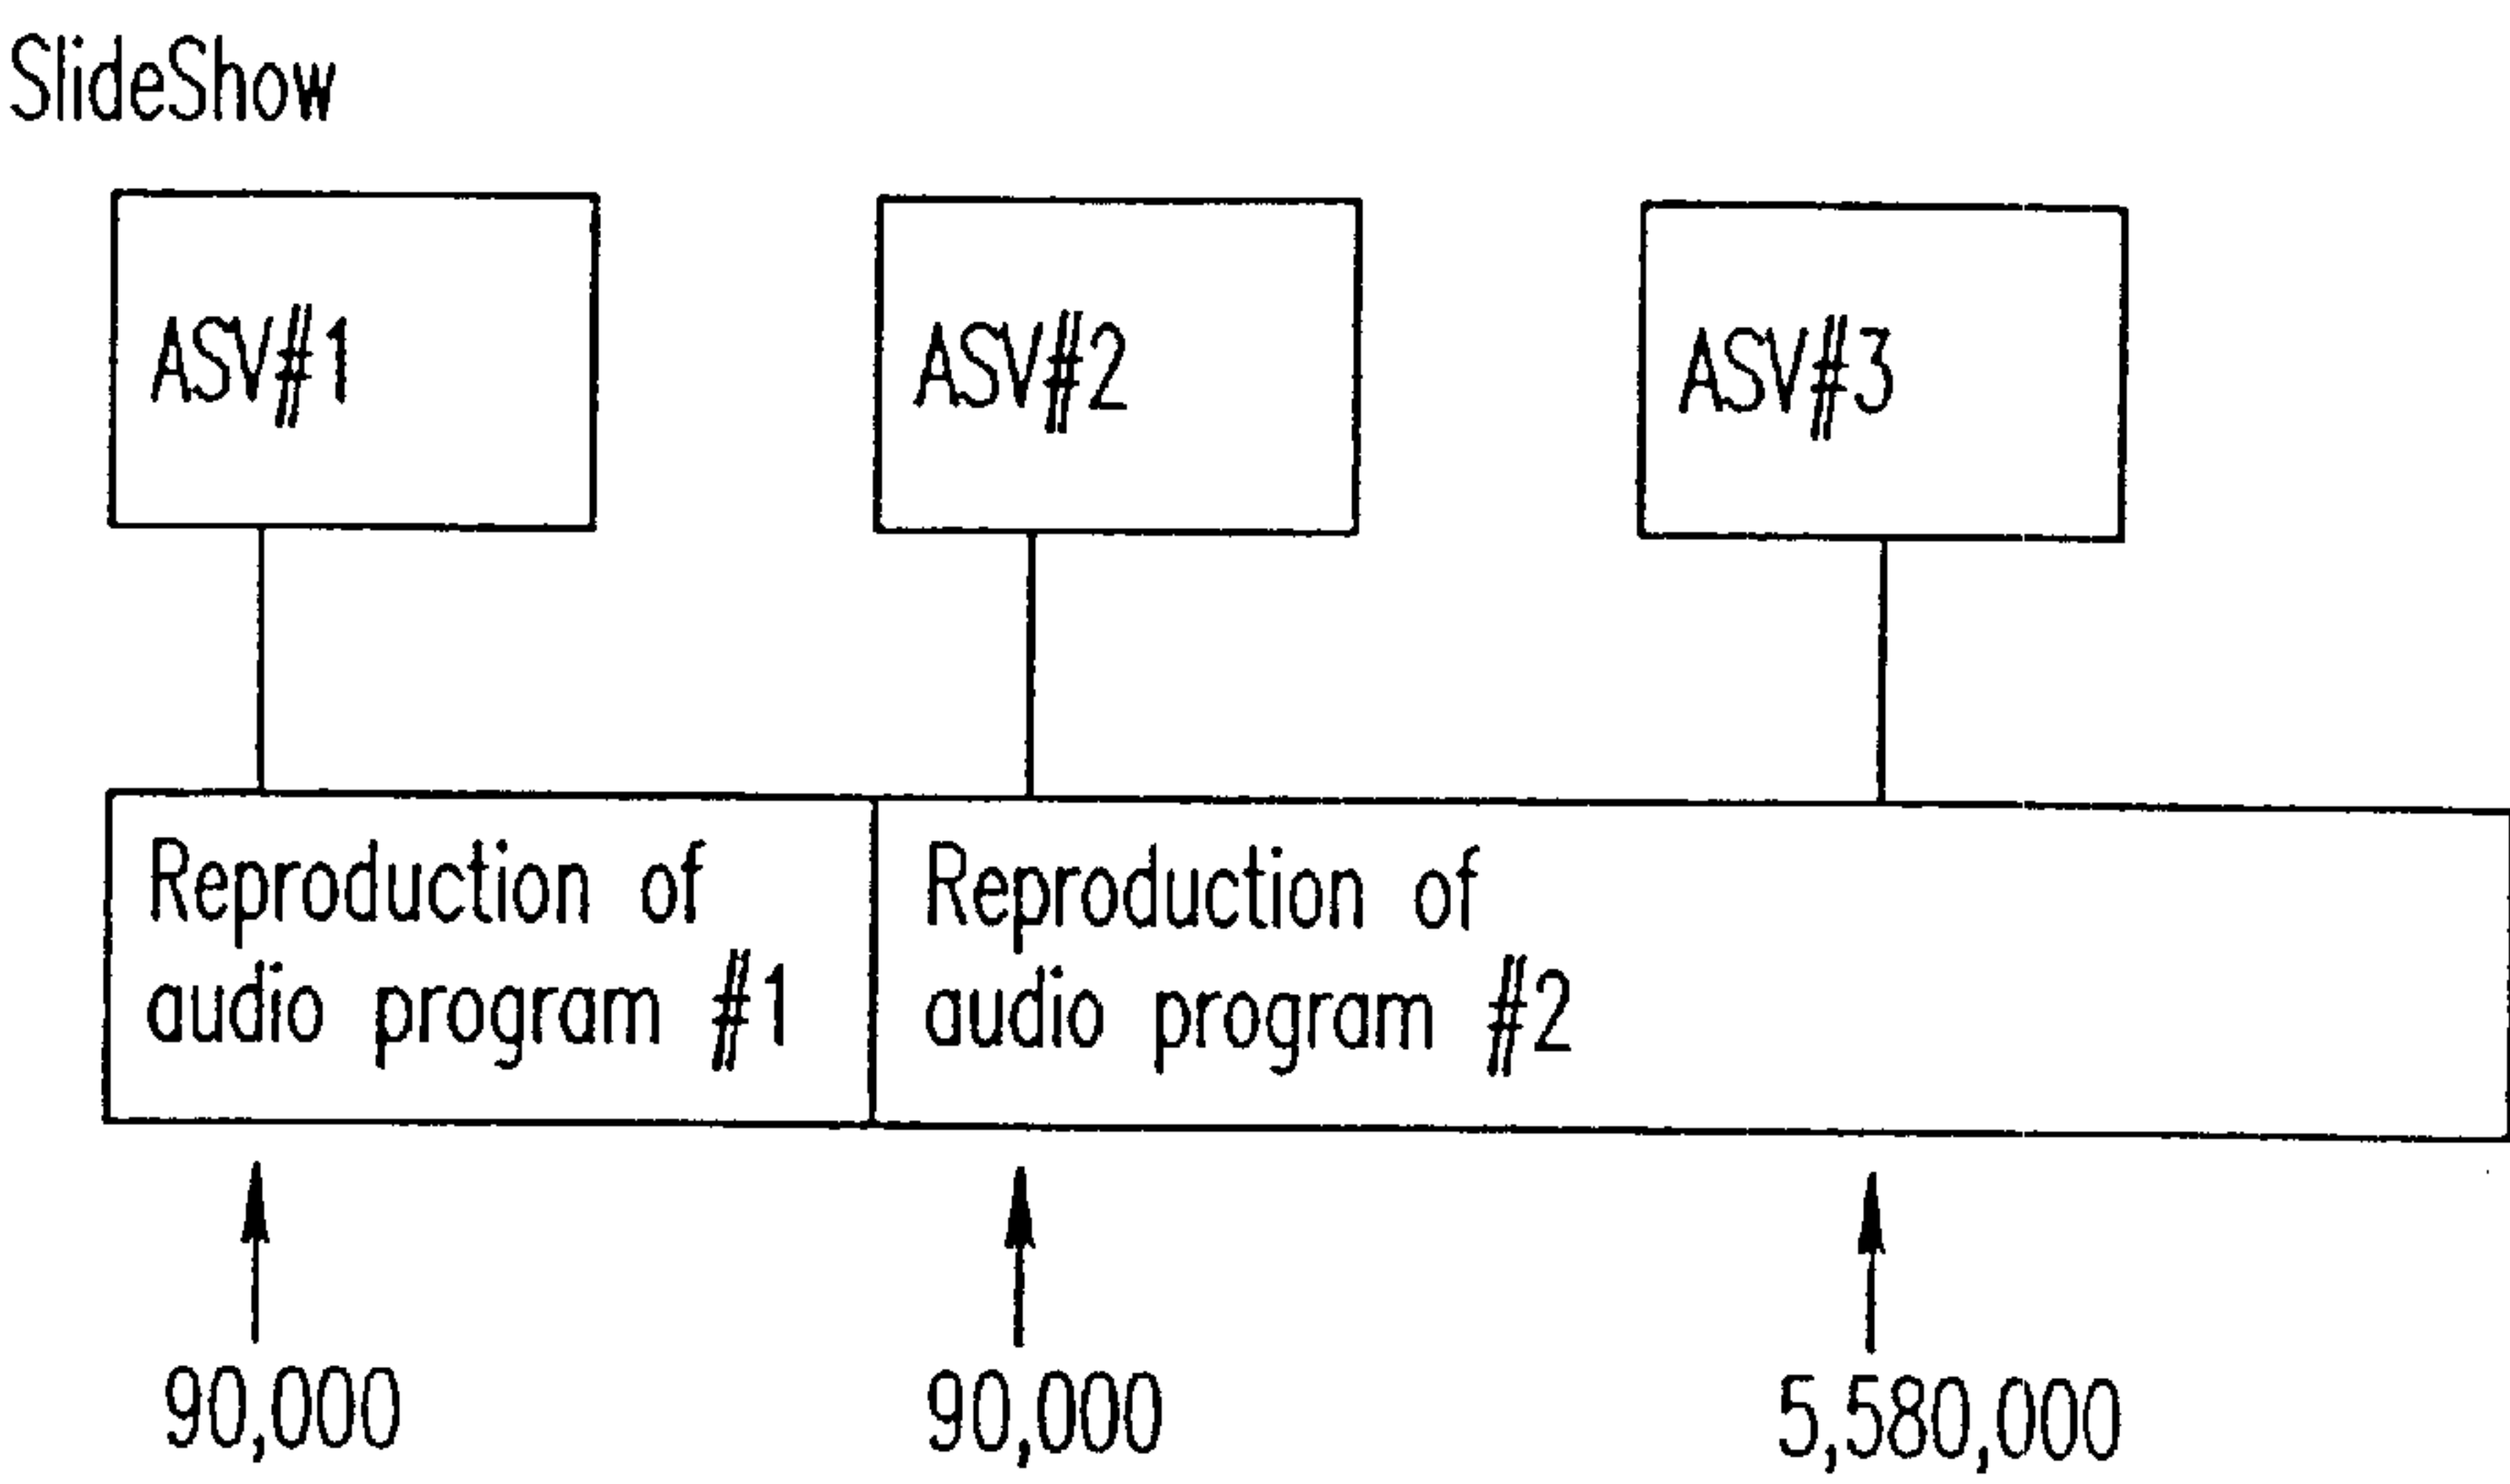 SlideShow
ASV#1
ASV#2
ASV#3
Reproduction of
audio program #1
Reproduction of
audio program #2
90,000
90,000
5,580,000